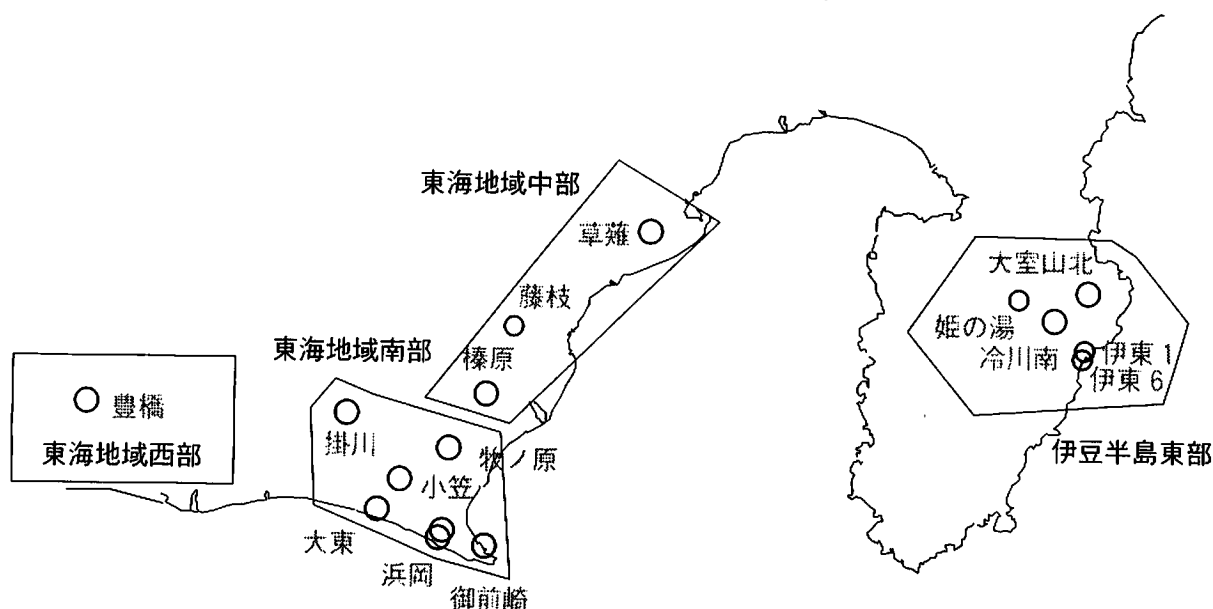 東海地域中部
草薙
藤枝
榛原
東海地域南部
豊橋
東海地域西部
掛川
牧ノ原
小笠
大東
浜岡
御前崎
大室山北
姫の湯
冷川南
伊東1
伊東6
伊豆半島東部